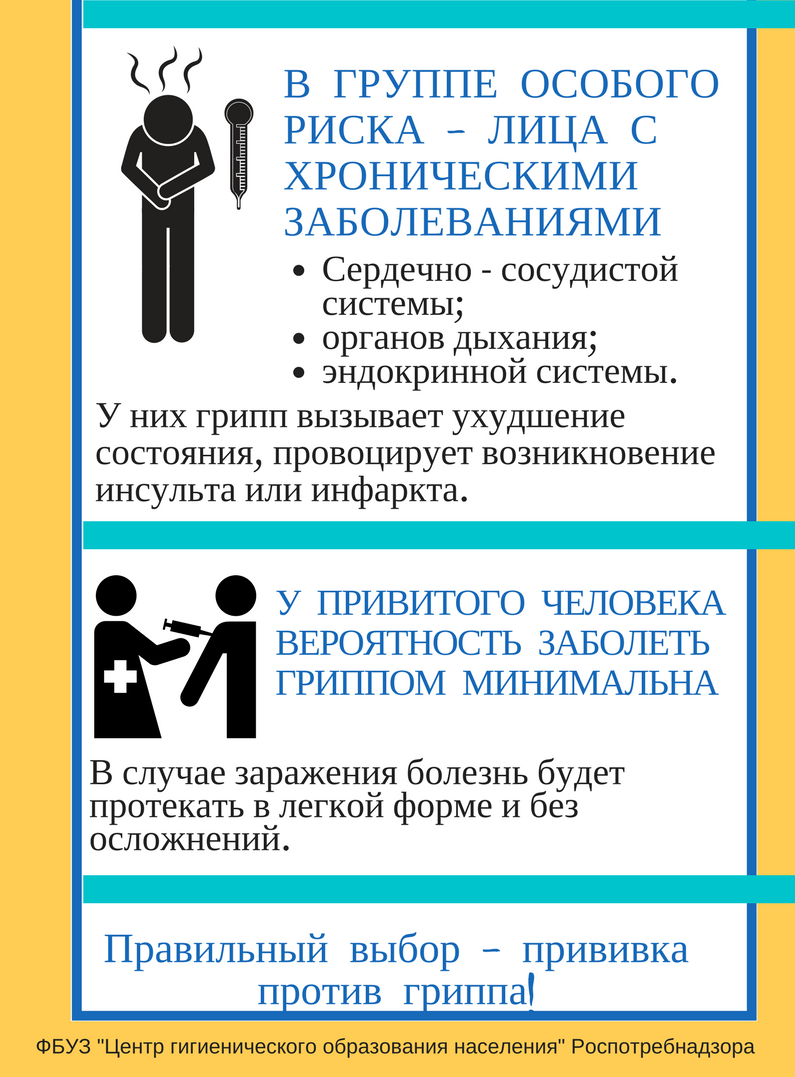 В ГРУППЕ ОСОБОГО
РИСКА - ЛИЦА С
ХРОНИЧЕСКИМИ
ЗАБОЛЕВАНИЯМИ
• Сердечно - сосудистой
системы;
• органов дыхания;
• эндокринной системы.
У них грипп вызывает ухудшение
состояния, провоцирует возникновение
инсульта или инфаркта.
У ПРИВИТОГО ЧЕЛОВЕКА
ВЕРОЯТНОСТЬ ЗАБОЛЕТЬ
ГРИППОМ МИНИМАЛЬНА
В случае заражения болезнь будет
протекать в легкой форме и без
осложнений.
Правильный выбор - прививка
против гриппа!
ФБУЗ "Центр гигиенического образования населения" Роспотребнадзора